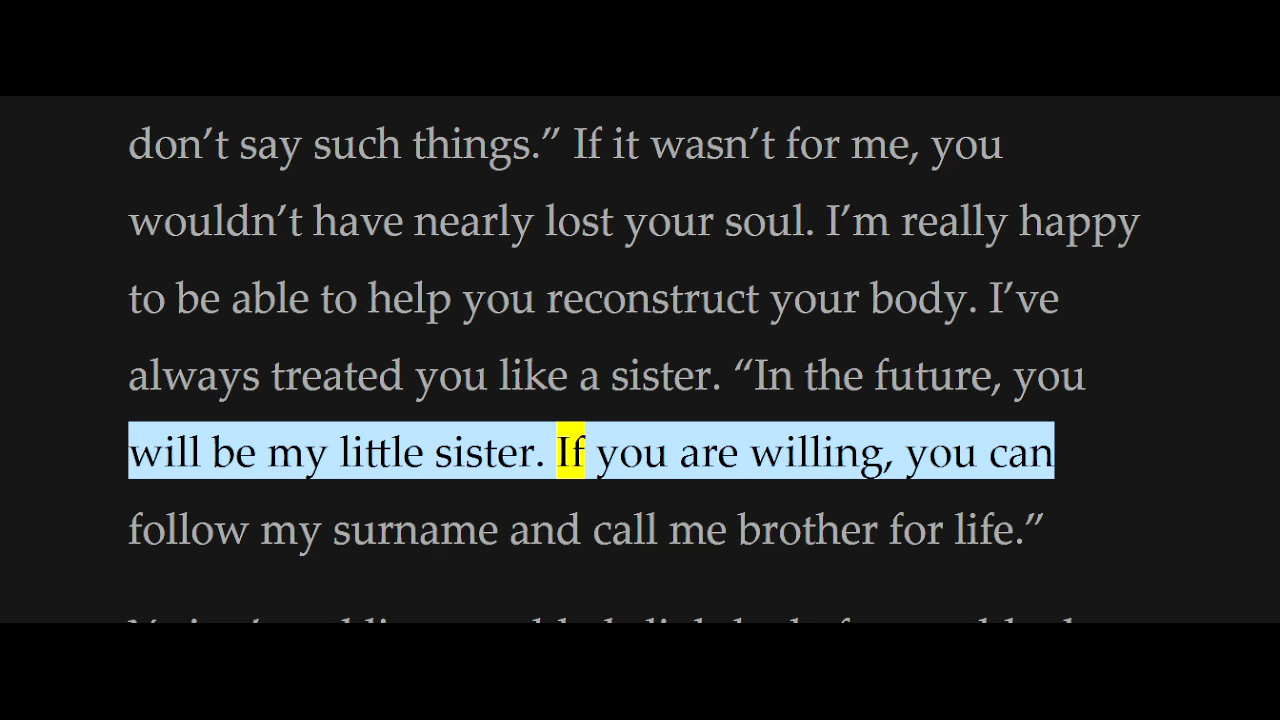 don’t say such things.” If it wasn’t for me, you
wouldn’t have nearly lost your soul. I’m really happy
to be able to help you reconstruct your body. I’ve
always treated you like a sister. “In the future, you
will be my little sister. If you are willing, you can
follow my surname and call me brother for life.”